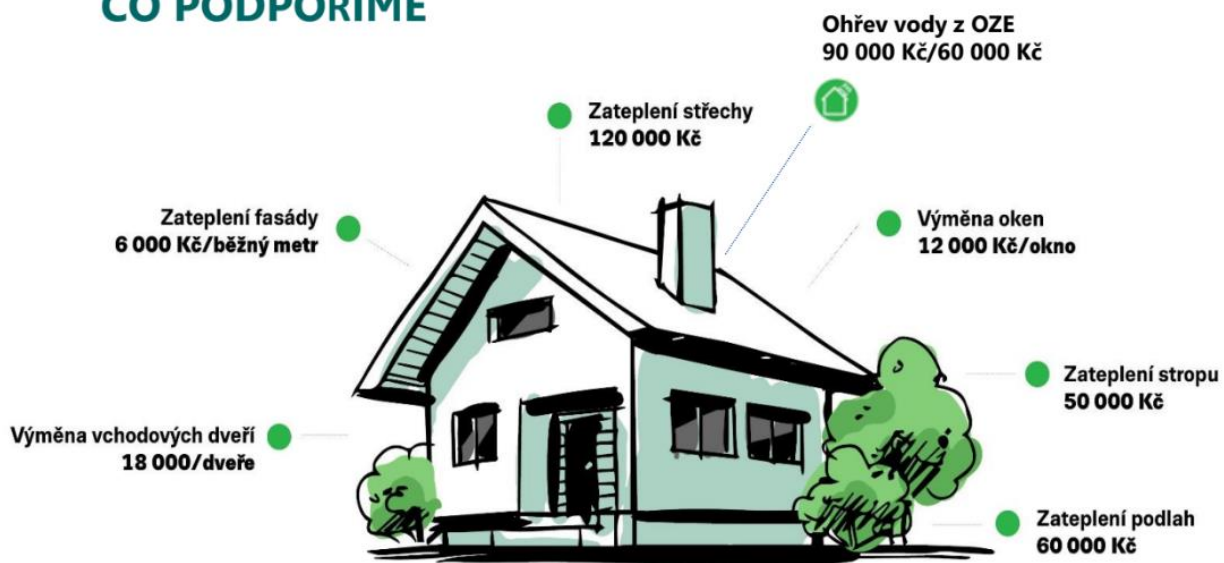 CO PODPOŘÍME
Ohřev vody z OZE
90 000 Kč/60 000 Kč
Zateplení střechy
120 000 Kč
Zateplení fasády
6 000 Kč/běžný metr
Výměna oken
12 000 Kč/okno
Zateplení stropu
50 000 Kč
Výměna vchodových dveří
18 000/dveře
Zateplení podlah
60 000 Kč